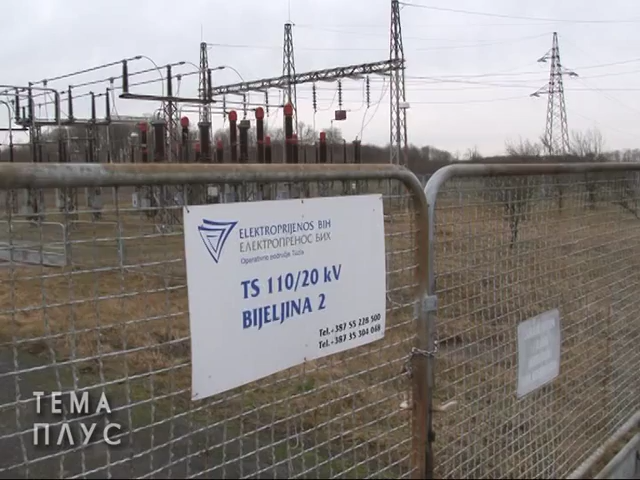 ELEKTROPRIJENOS BIH
ЕЛЕКТРОПРЕНОС БИХ
Operativno područje Tuzla
TS 110/20 kV
BIJELJINA 2
Tel.+387 55 228 500
Tel.+387 35 304 068
ТЕМА
ПЛУС